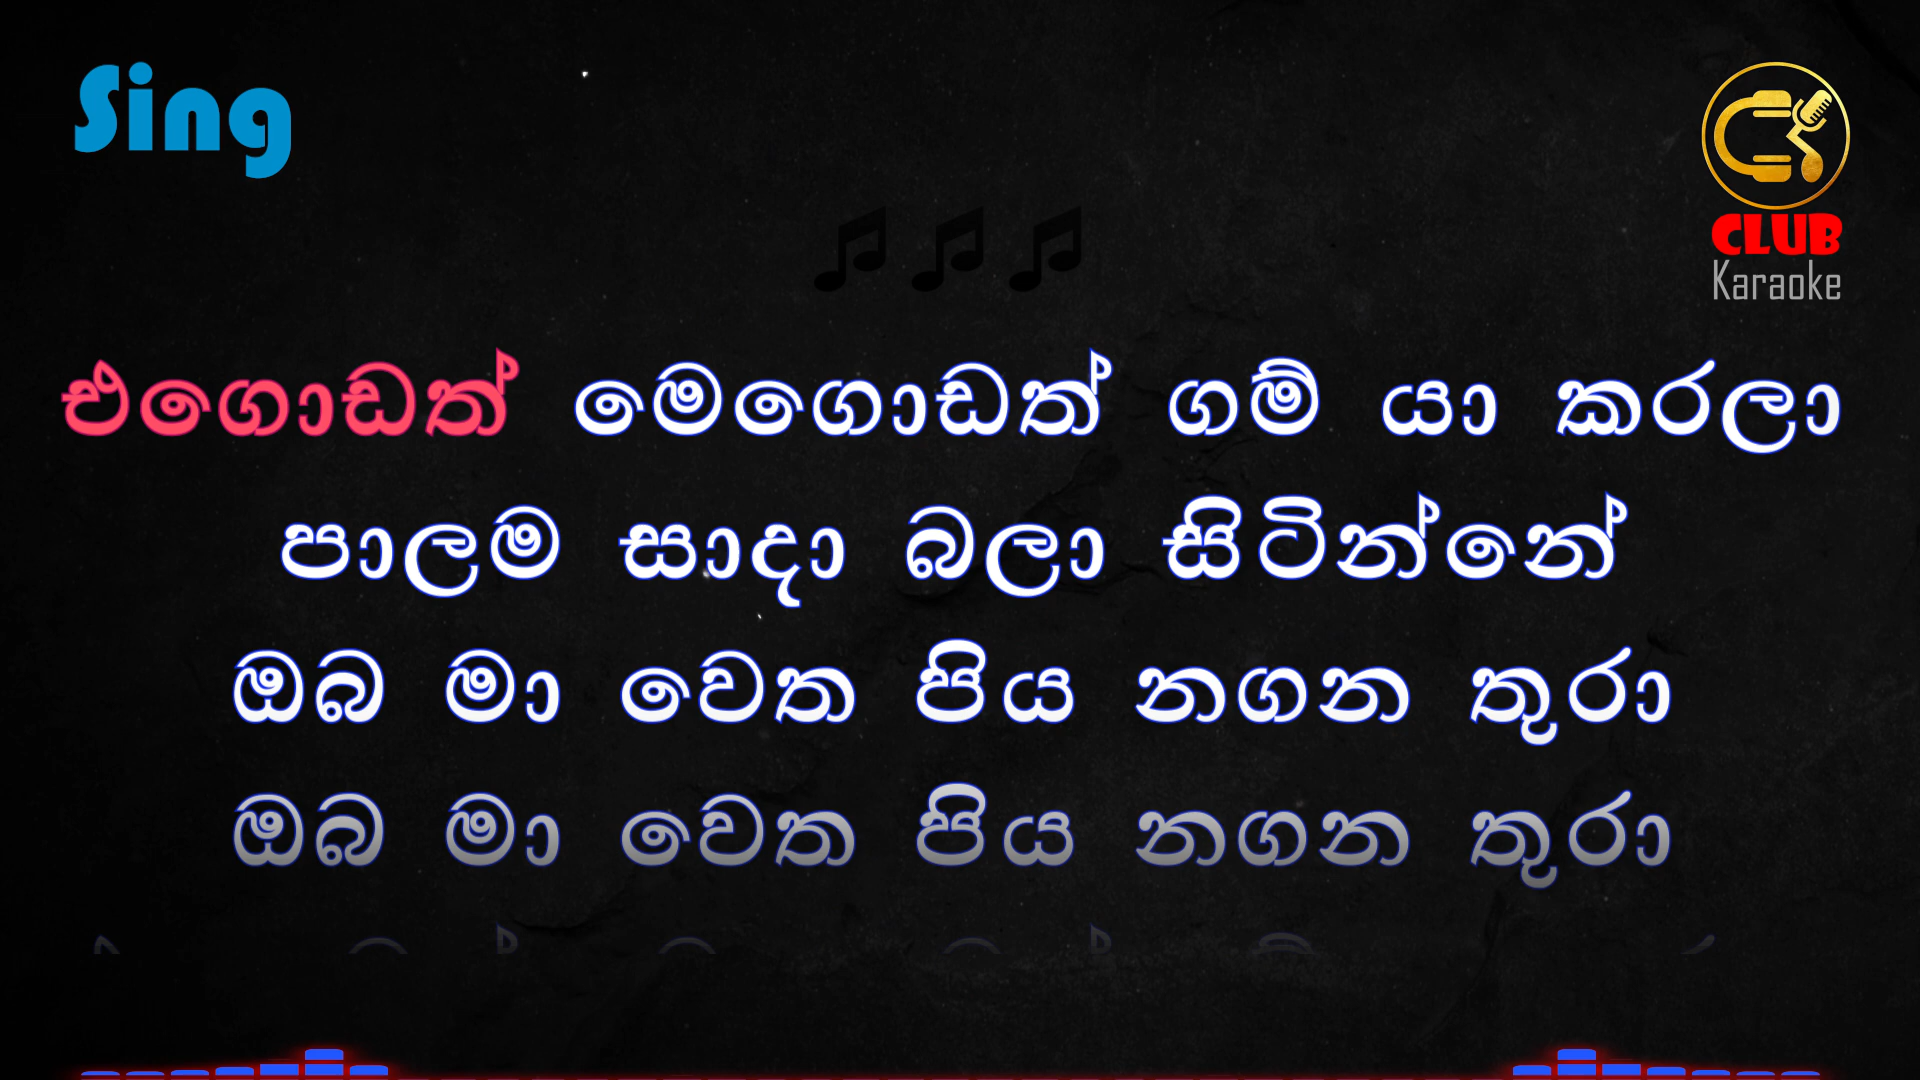 Sing
CLUB
Karaoke
එගොඩත් මෙගොඩත් ගම් යා කරලා
පාලම සාදා බලා සිටින්නේ
ඔබ මා වෙත පිය නගන තුරා
ඔබ මා වෙත පිය නගන තුරා